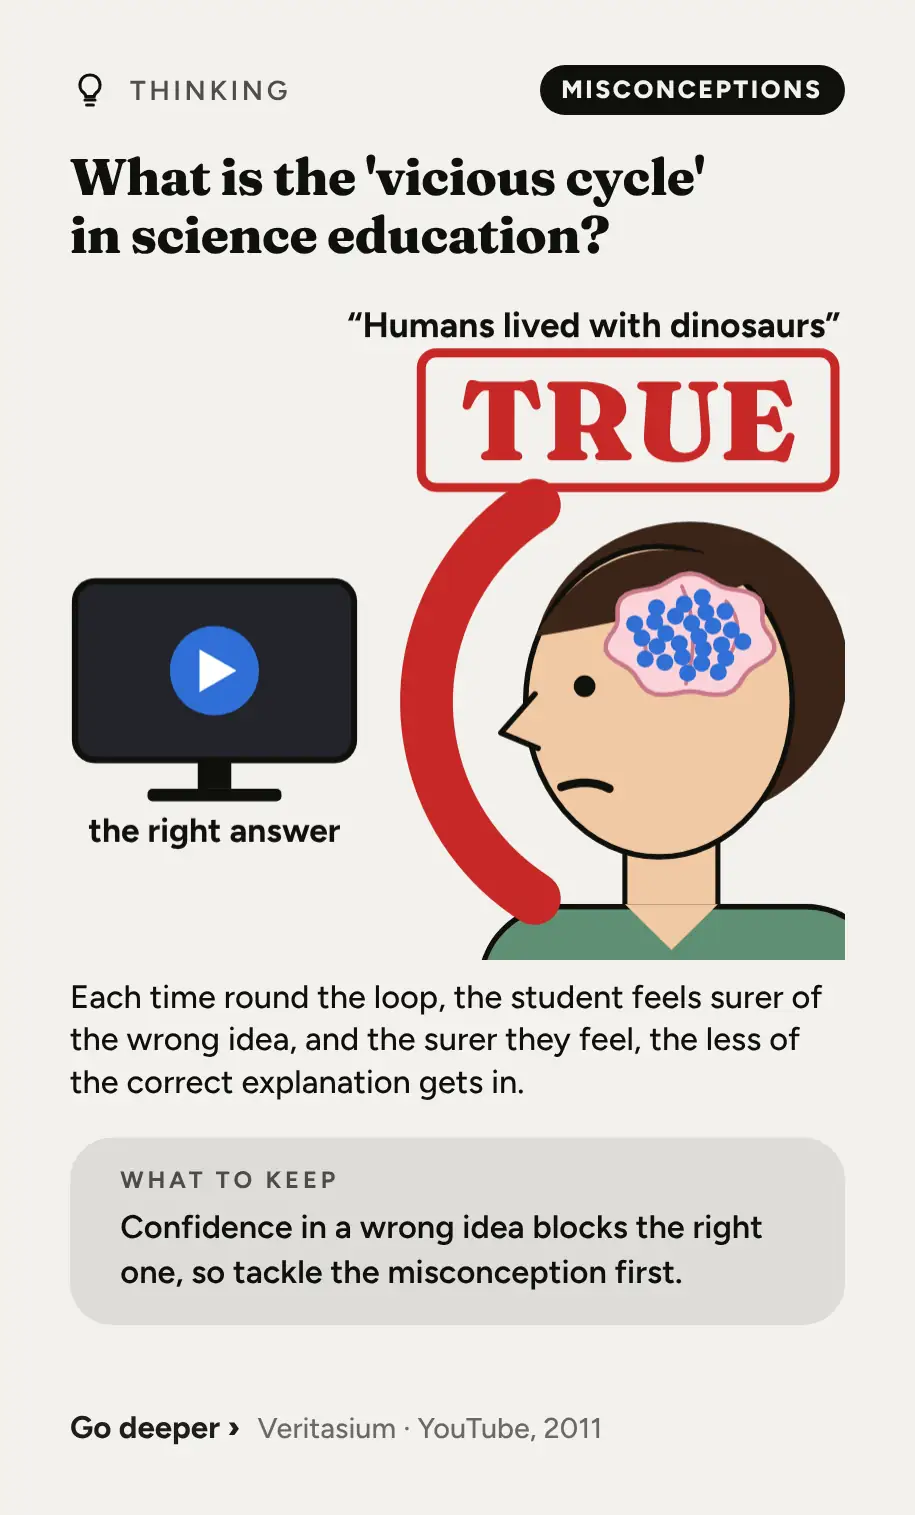 THINKING
MISCONCEPTIONS
What is the 'vicious cycle'
in science education?
“Humans lived with dinosaurs”
TRUE
the right answer
Each time round the loop, the student feels surer of
the wrong idea, and the surer they feel, the less of
the correct explanation gets in.
WHAT TO KEEP
Confidence in a wrong idea blocks the right
one, so tackle the misconception first.
Go deeper › Veritasium · YouTube, 2011